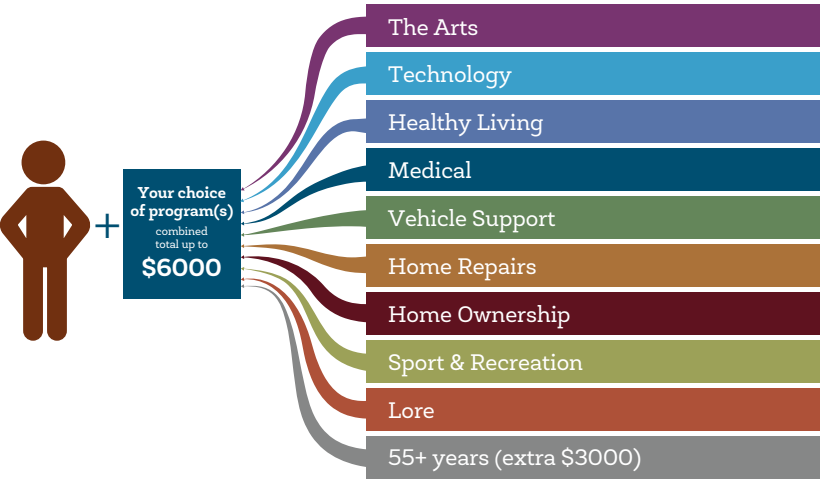 The Arts
Technology
Healthy Living
Medical
Vehicle Support
Home Repairs
Home Ownership
Sport & Recreation
Lore
55+ years (extra $3000)
+
Your choice
of program(s)
combined
total up to
$6000